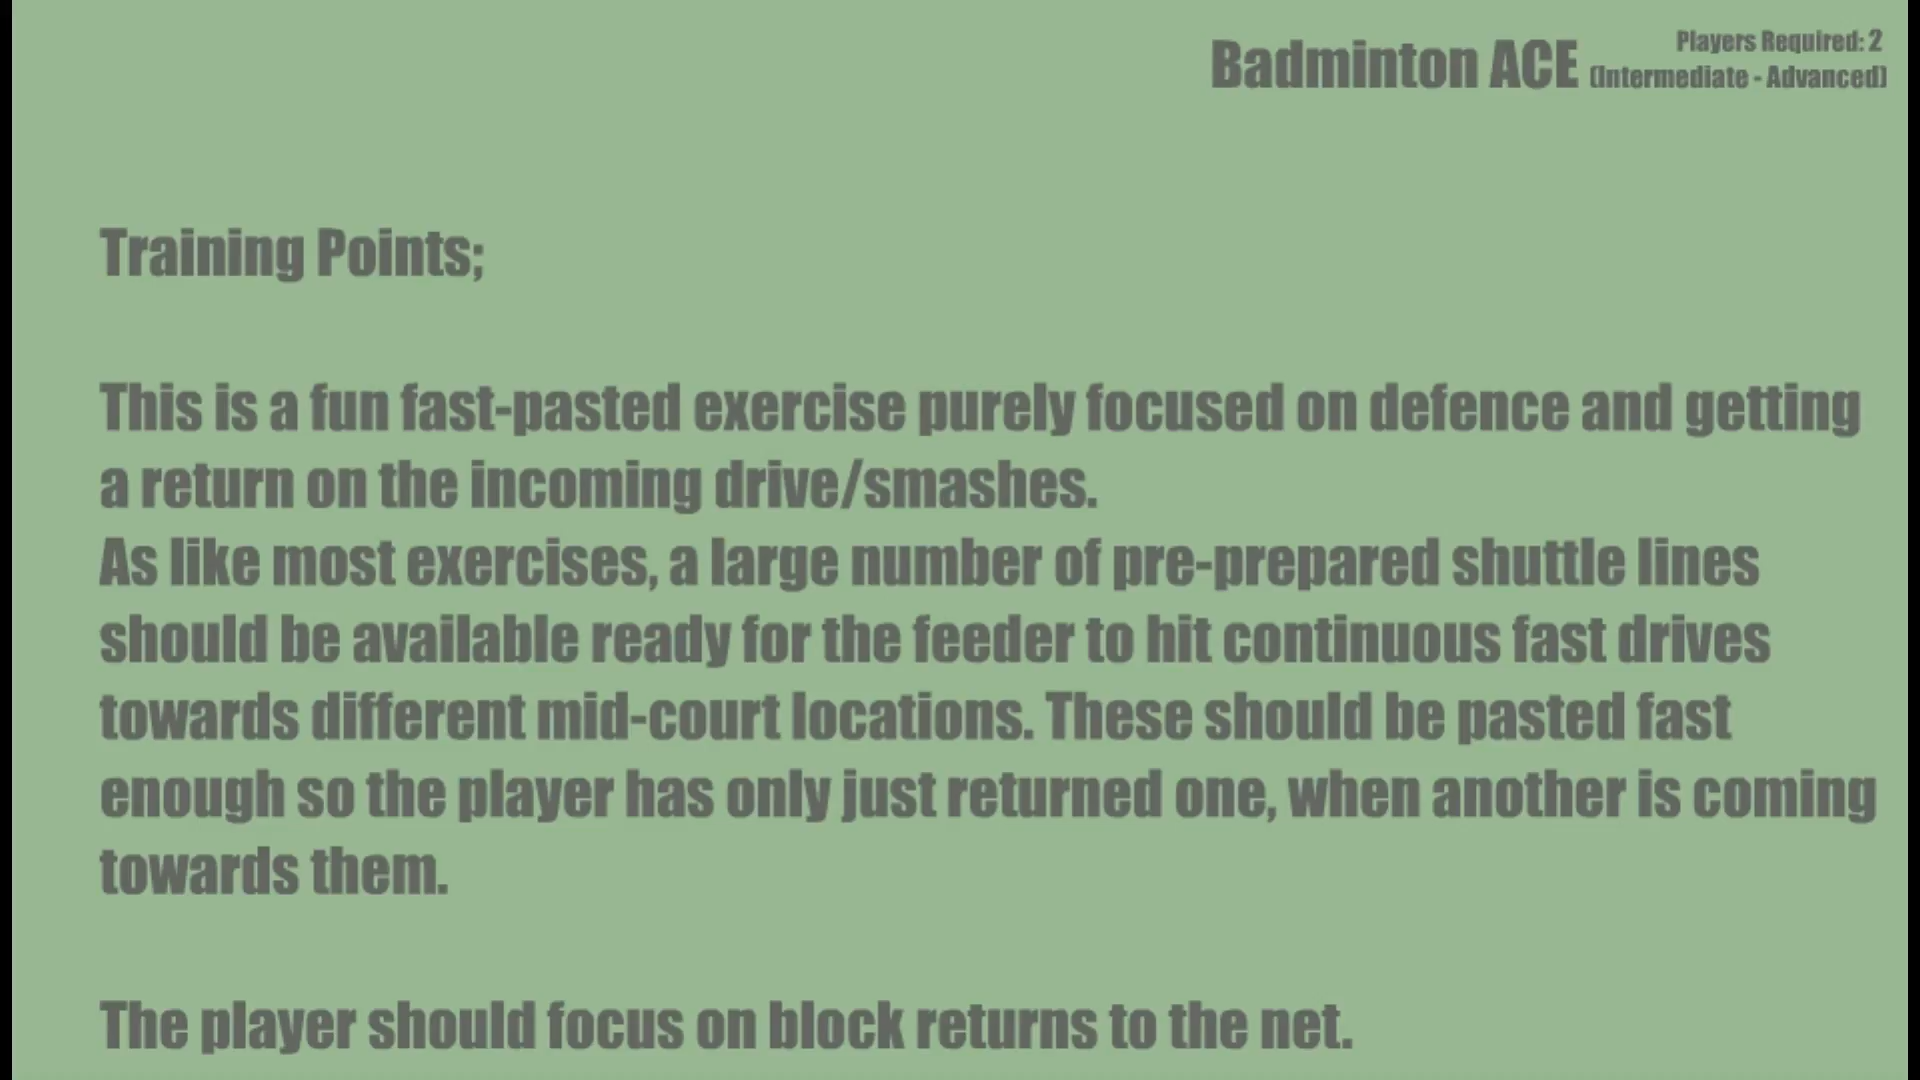 Badminton ACE
Players Required: 2
(Intermediate - Advanced)
Training Points;
This is a fun fast-pasted exercise purely focused on defence and getting
a return on the incoming drive/smashes.
As like most exercises, a large number of pre-prepared shuttle lines
should be available ready for the feeder to hit continuous fast drives
towards different mid-court locations. These should be pasted fast
enough so the player has only just returned one, when another is coming
towards them.
The player should focus on block returns to the net.